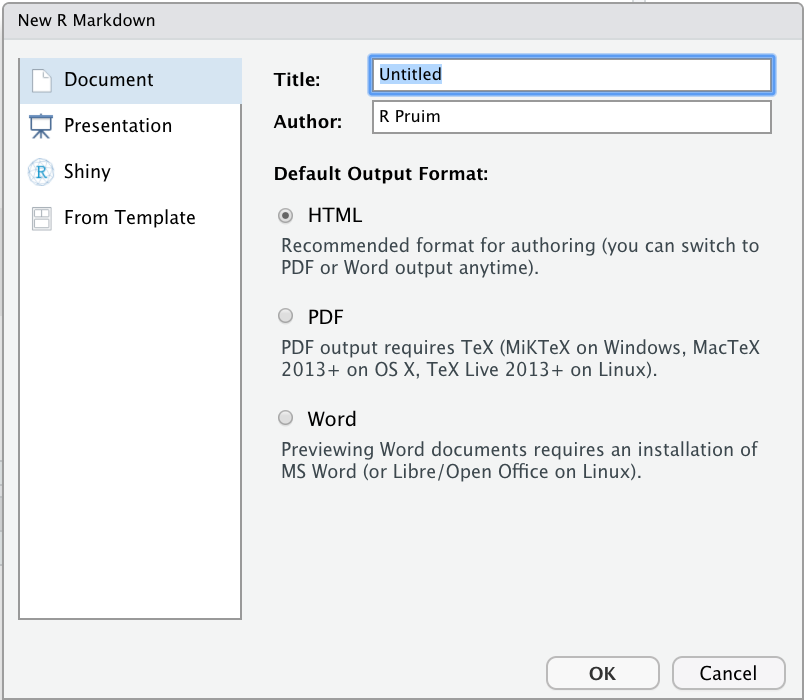 New R Markdown
Document
Presentation
R Shiny
From Template
Title: Untitled
Author: R Pruim
Default Output Format:
HTML
Recommended format for authoring (you can switch to
PDF or Word output anytime).
PDF
PDF output requires TeX (MiKTeX on Windows, MacTeX
2013+ on OS X, TeX Live 2013+ on Linux).
Word
Previewing Word documents requires an installation of
MS Word (or Libre/Open Office on Linux).
OK Cancel